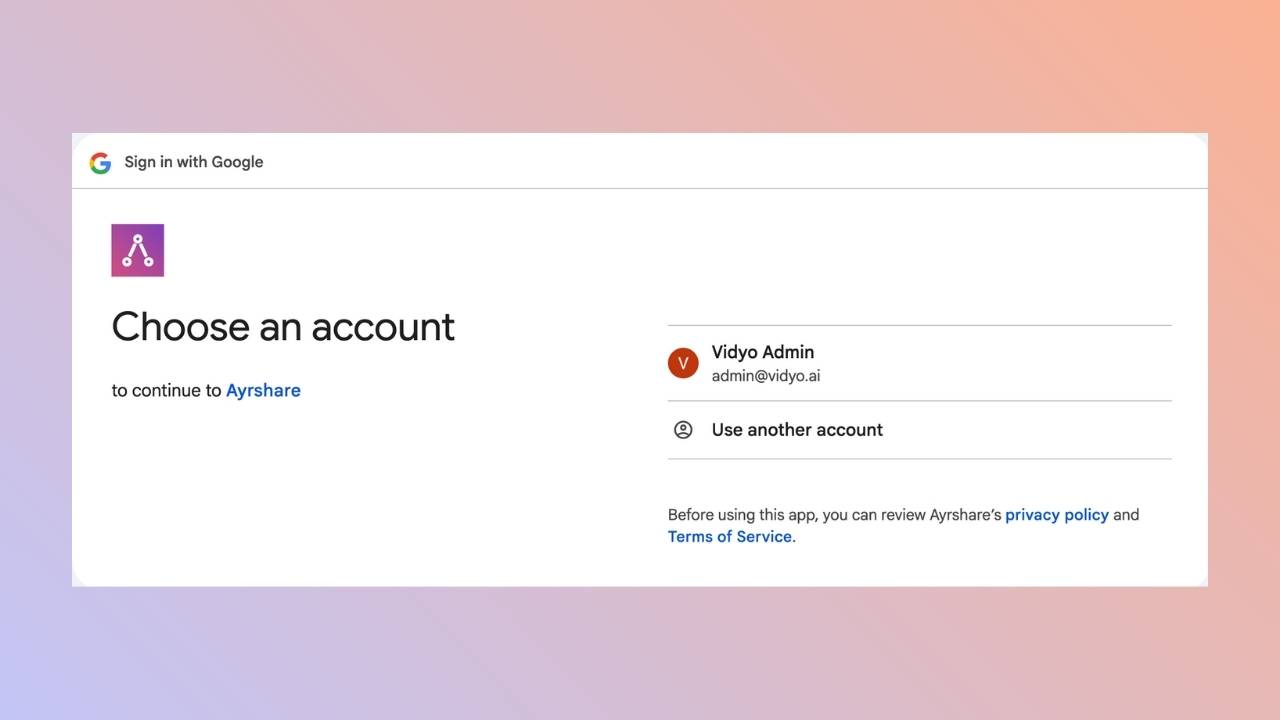 Sign in with Google
Choose an account
to continue to Ayrshare
V
Vidyo Admin
admin@vidyo.ai
Use another account
Before using this app, you can review Ayrshare’s privacy policy and
Terms of Service.